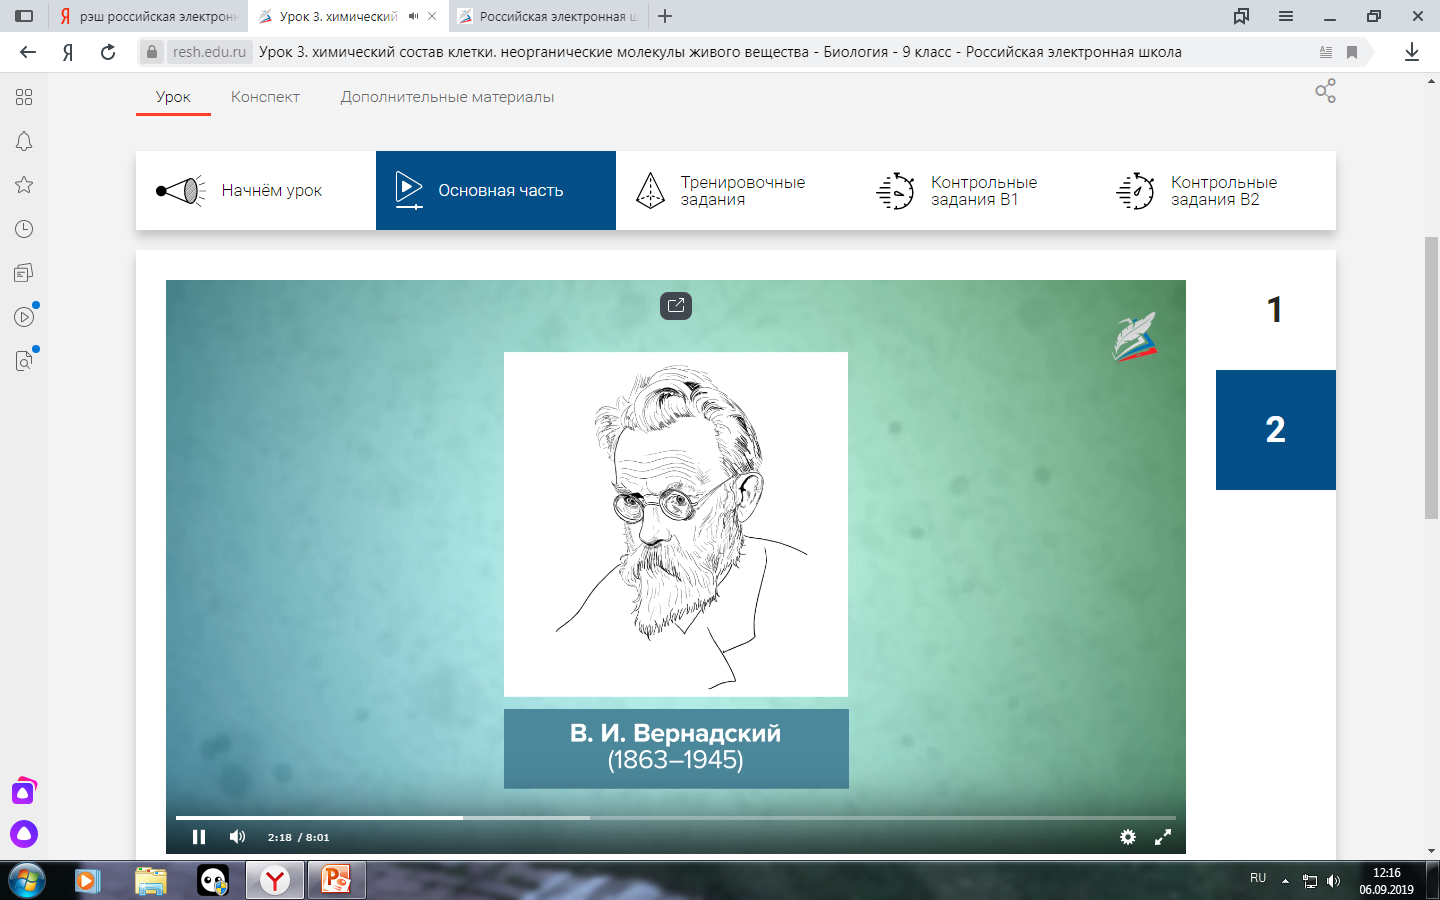 рэш российская электрон
Урок 3. химический
Российская электронная ш
resh.edu.ru
Урок 3. химический состав клетки. неорганические молекулы живого вещества - Биология - 9 класс - Российская электронная школа
Урок
Конспект
Дополнительные материалы
Начнём урок
Основная часть
Тренировочные
задания
Контрольные
задания В1
Контрольные
задания В2
1
2
В. И. Вернадский
(1863–1945)
2:18 / 8:01
RU
12:16
06.09.2019